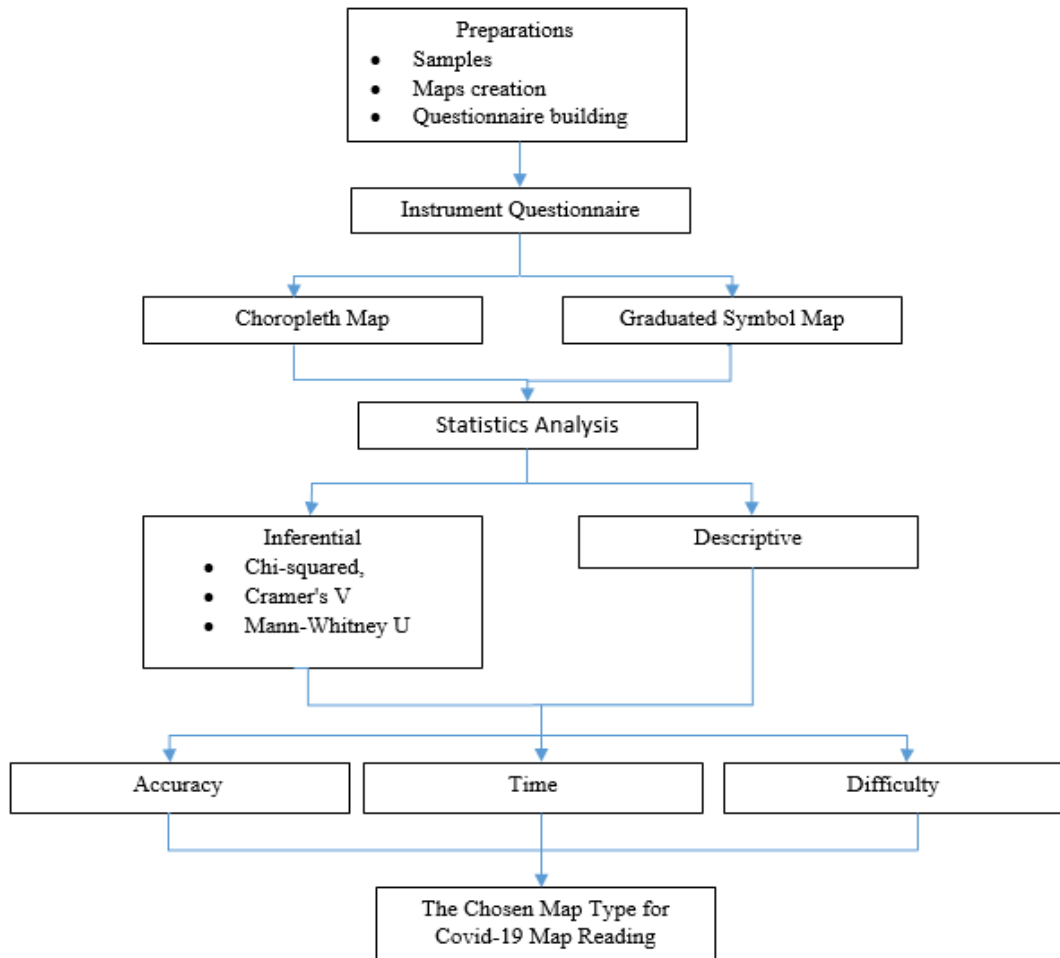 Preparations
• Samples
• Maps creation
• Questionnaire building
Instrument Questionnaire
Choropleth Map
Graduated Symbol Map
Statistics Analysis
Inferential
• Chi-squared,
• Cramer's V
• Mann-Whitney U
Descriptive
Accuracy
Time
Difficulty
The Chosen Map Type for
Covid-19 Map Reading